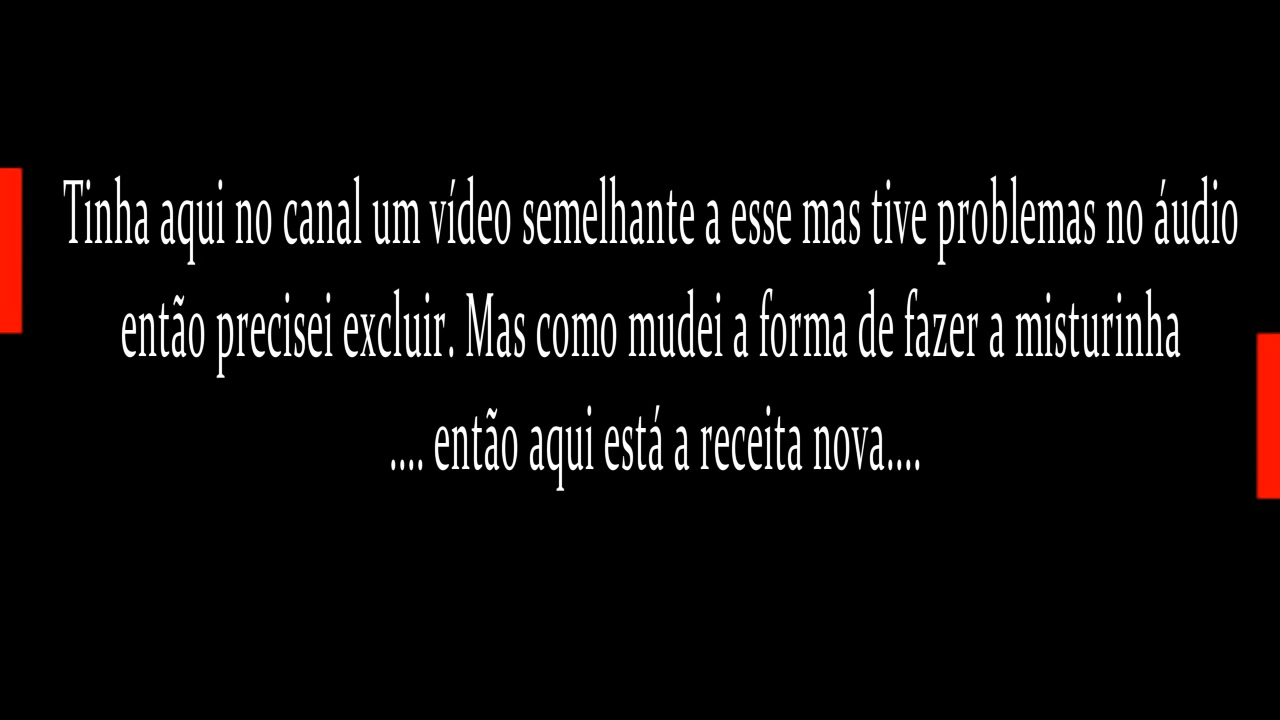 Tinha aqui no canal um vídeo semelhante a esse mas tive problemas no áudio
então precisei excluir. Mas como mudei a forma de fazer a misturinha
.... então aqui está a receita nova....